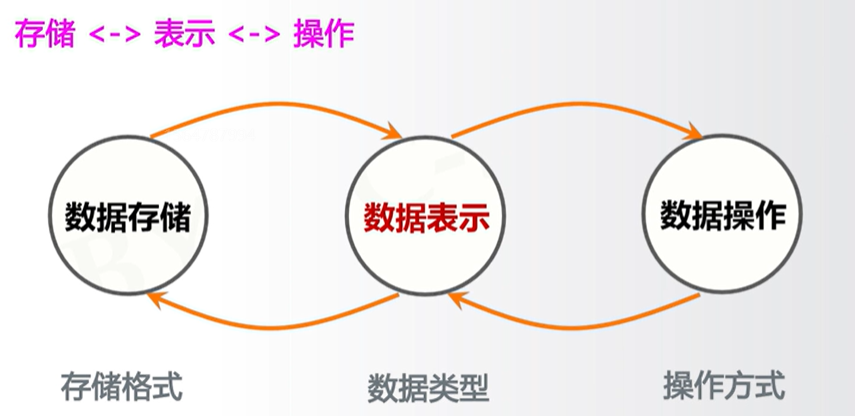 存储 <-> 表示 <-> 操作
数据存储
数据表示
数据操作
存储格式
数据类型
操作方式